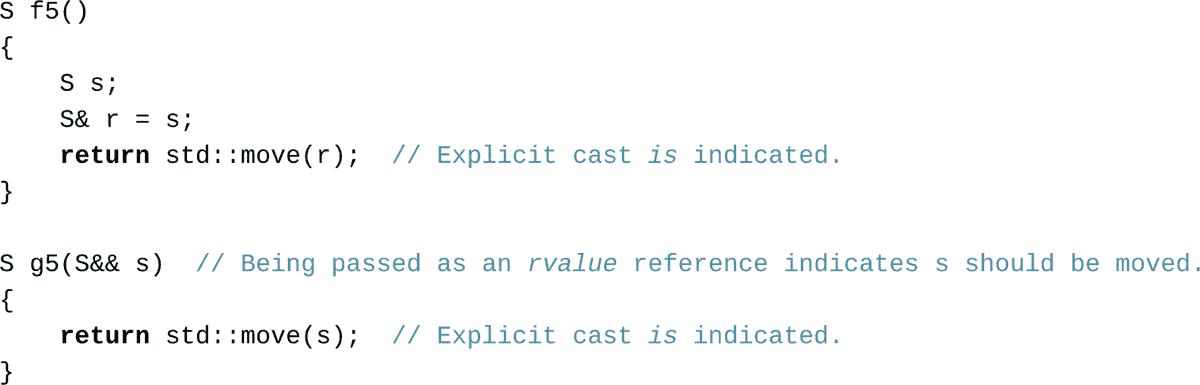 S f5()
{
    S s;
    S& r = s;
    return std::move(r);  // Explicit cast is indicated.
}

S g5(S&& s)  // Being passed as an rvalue reference indicates s should be moved.
{
    return std::move(s);  // Explicit cast is indicated.
}